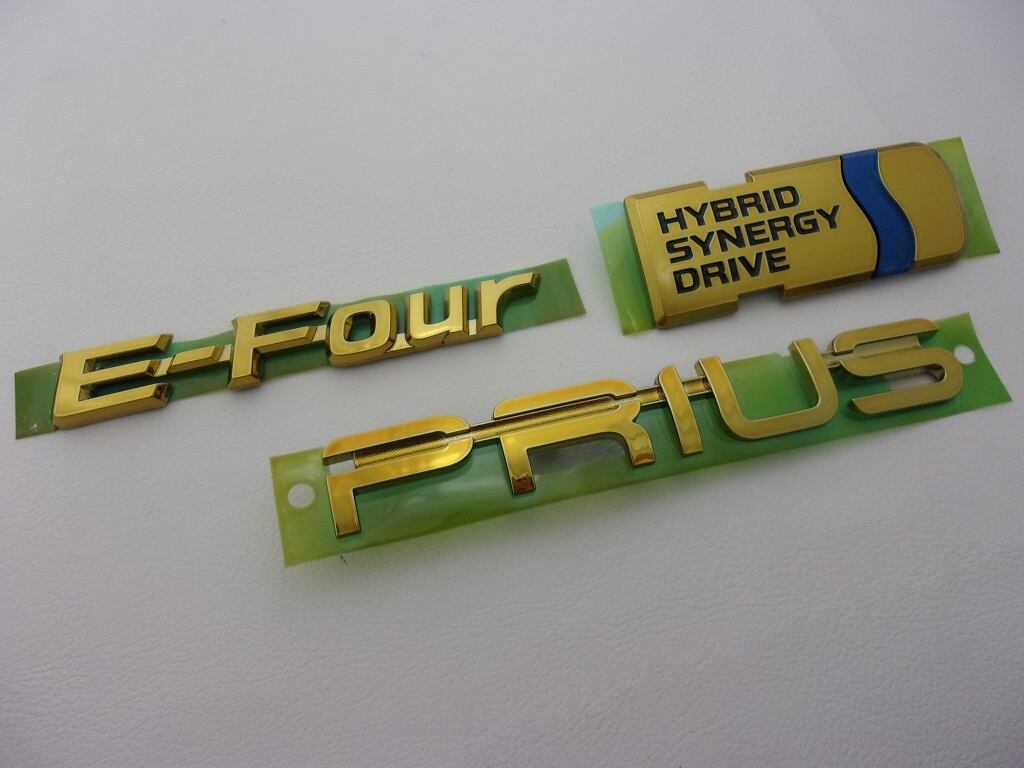 E-Four
HYBRID
SYNERGY
DRIVE
PRIUS